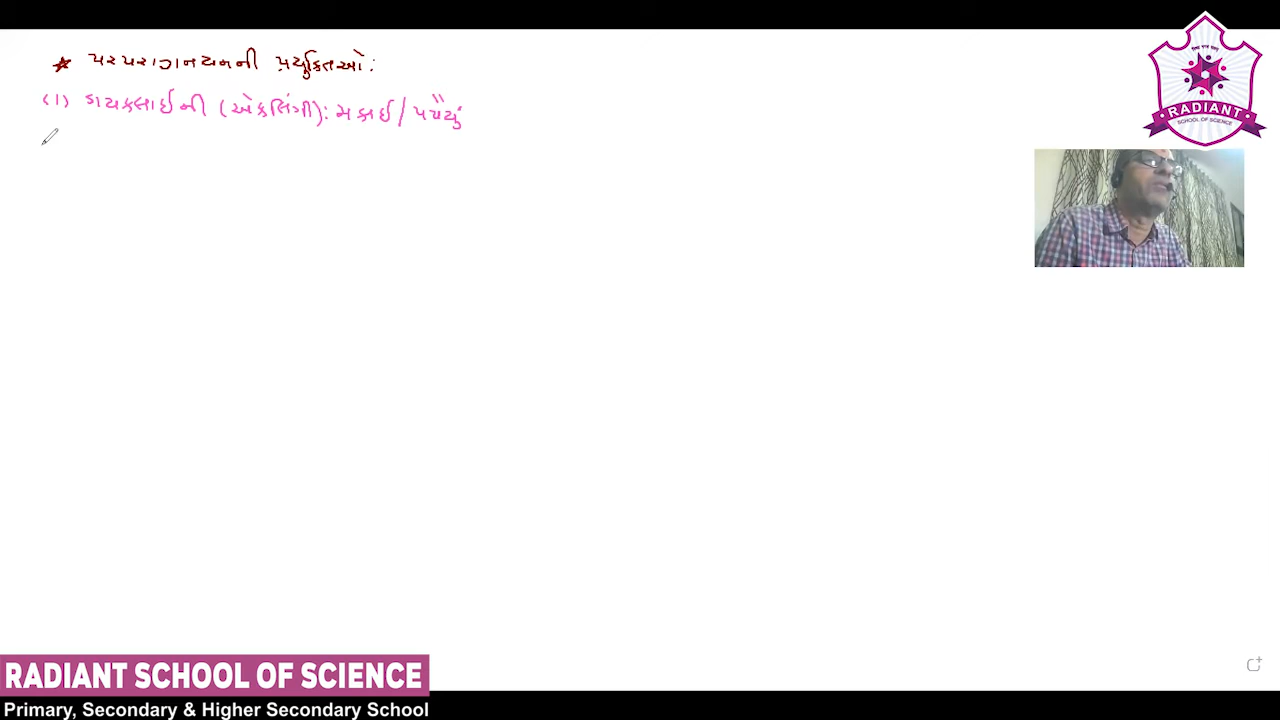 ★ પરપરાગનયનની પ્રયુક્તિઓ:
(1) ડાયક્લાઈની (એકલિંગી): મકાઈ / પપૈયું
RADIANT
SCHOOL OF SCIENCE
RADIANT SCHOOL OF SCIENCE
Primary, Secondary & Higher Secondary School